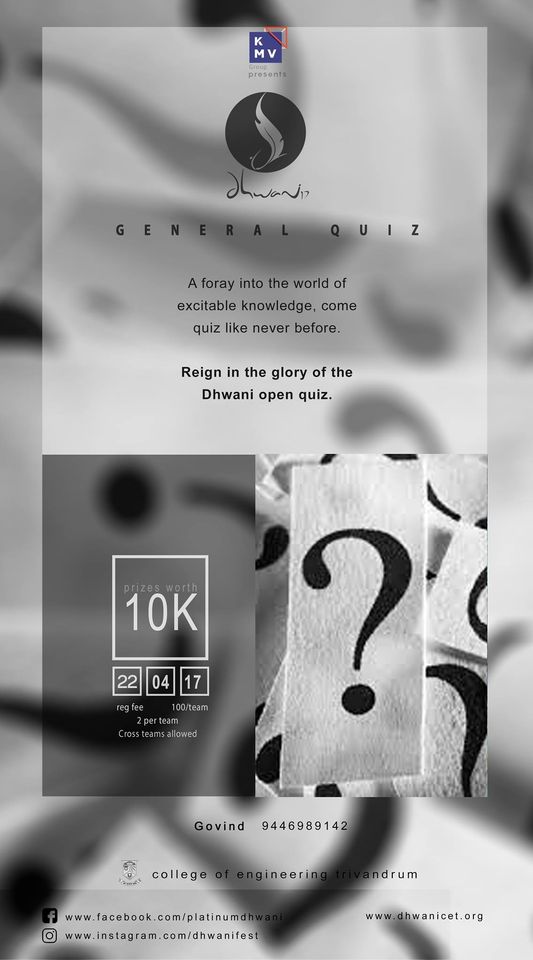 K
M V
Group
presents
dhwani 17
GENERAL QUIZ
A foray into the world of
excitable knowledge, come
quiz like never before.
Reign in the glory of the
Dhwani open quiz.
prizes worth
10K
22 04 17
reg fee 100/team
2 per team
Cross teams allowed
?
Govind 9446989142
college of engineering trivandrum
www.facebook.com/platinumdhwani
www.dhwanicet.org
www.instagram.com/dhwanifest